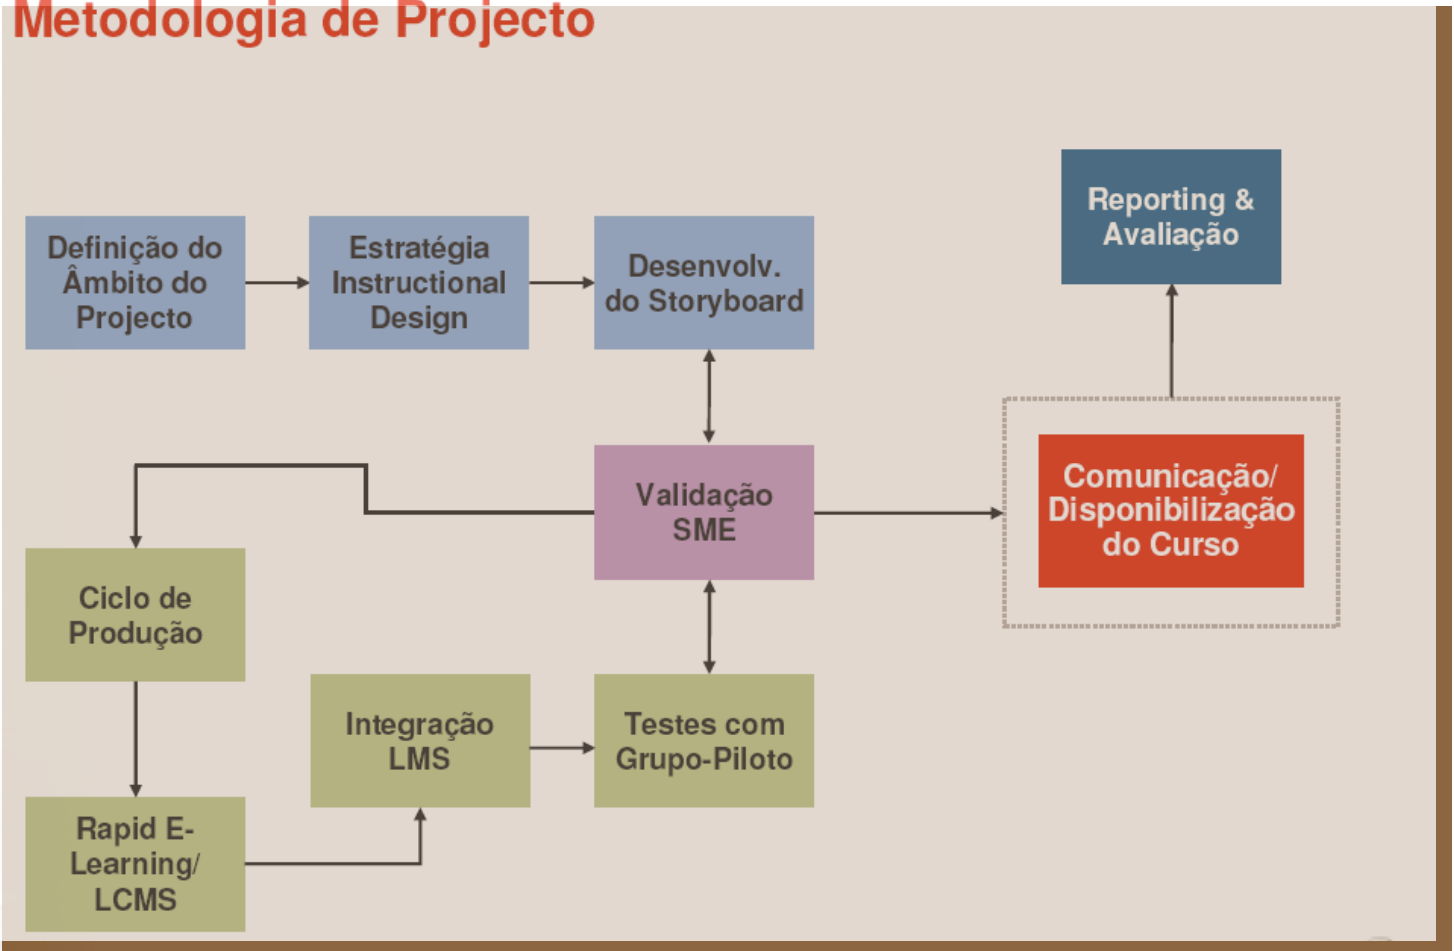 Metodologia de Projecto
Reporting &
Avaliação
Definição do
Âmbito do
Projecto
Estratégia
Instructional
Design
Desenvolv.
do Storyboard
Validação
SME
Comunicação/
Disponibilização
do Curso
Ciclo de
Produção
Integração
LMS
Testes com
Grupo-Piloto
Rapid E-
Learning/
LCMS